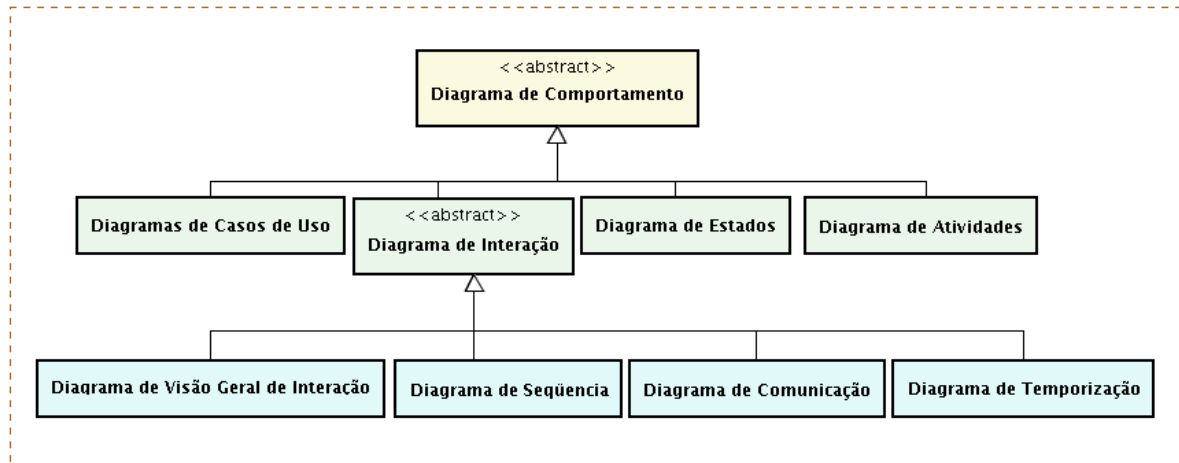 <<abstract>>
Diagrama de Comportamento
Diagramas de Casos de Uso
<<abstract>>
Diagrama de Interação
Diagrama de Estados
Diagrama de Atividades
Diagrama de Visão Geral de Interação
Diagrama de Seqüencia
Diagrama de Comunicação
Diagrama de Temporização